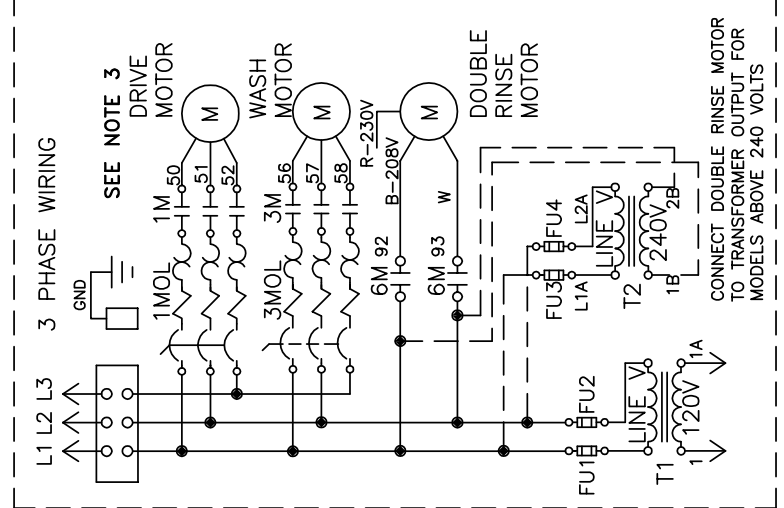 3 PHASE WIRING
GND
L1 L2 L3
SEE NOTE 3
DRIVE
MOTOR
M
50
51
52
1M
1MOL
WASH
MOTOR
M
56
57
58
3M
3MOL
DOUBLE
RINSE
MOTOR
M
R-230V
B-208V
W
6M 92
6M 93
FU1
FU2
LINE V
120V
T1
1
1A
FU3
FU4
L1A
L2A
LINE V
240V
T2
1B
2B
CONNECT DOUBLE RINSE MOTOR
TO TRANSFORMER OUTPUT FOR
MODELS ABOVE 240 VOLTS